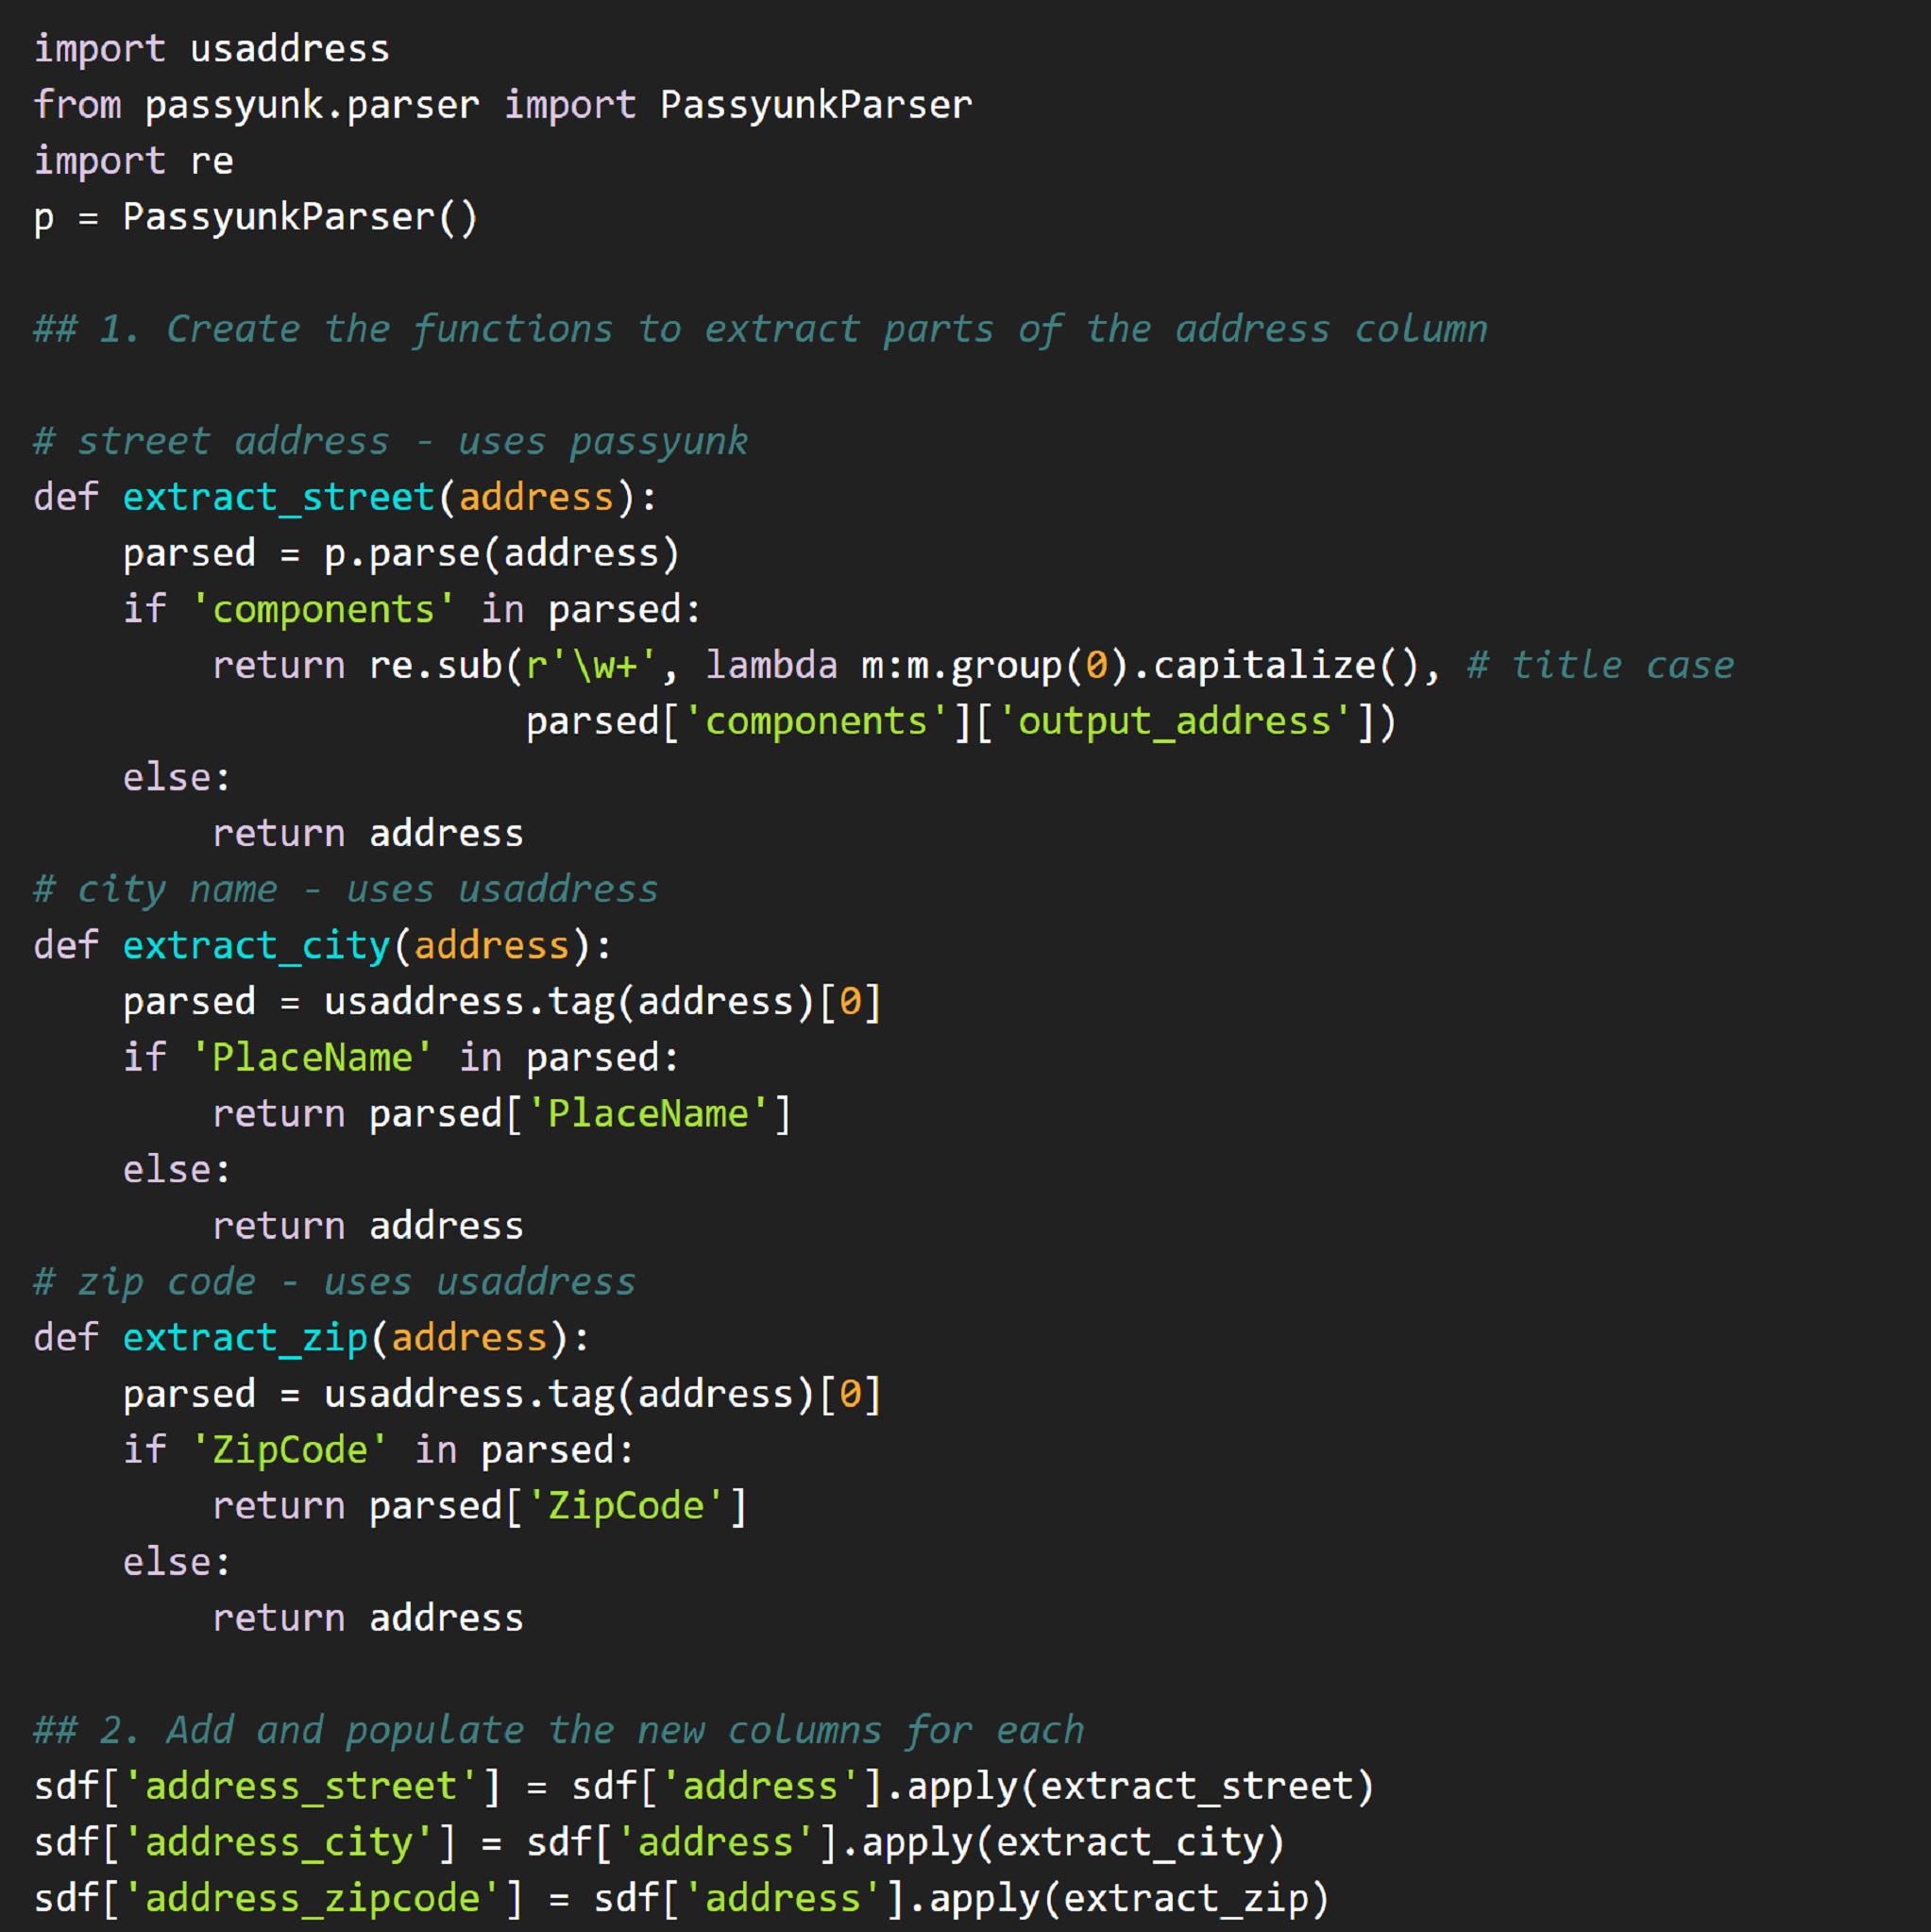 import usaddress
from passyunk.parser import PassyunkParser
import re
p = PassyunkParser()

## 1. Create the functions to extract parts of the address column

# street address - uses passyunk
def extract_street(address):
    parsed = p.parse(address)
    if 'components' in parsed:
        return re.sub(r'\w+', lambda m:m.group(0).capitalize(), # title case
                      parsed['components']['output_address'])
    else:
        return address
# city name - uses usaddress
def extract_city(address):
    parsed = usaddress.tag(address)[0]
    if 'PlaceName' in parsed:
        return parsed['PlaceName']
    else:
        return address
# zip code - uses usaddress
def extract_zip(address):
    parsed = usaddress.tag(address)[0]
    if 'ZipCode' in parsed:
        return parsed['ZipCode']
    else:
        return address

## 2. Add and populate the new columns for each
sdf['address_street'] = sdf['address'].apply(extract_street)
sdf['address_city'] = sdf['address'].apply(extract_city)
sdf['address_zipcode'] = sdf['address'].apply(extract_zip)